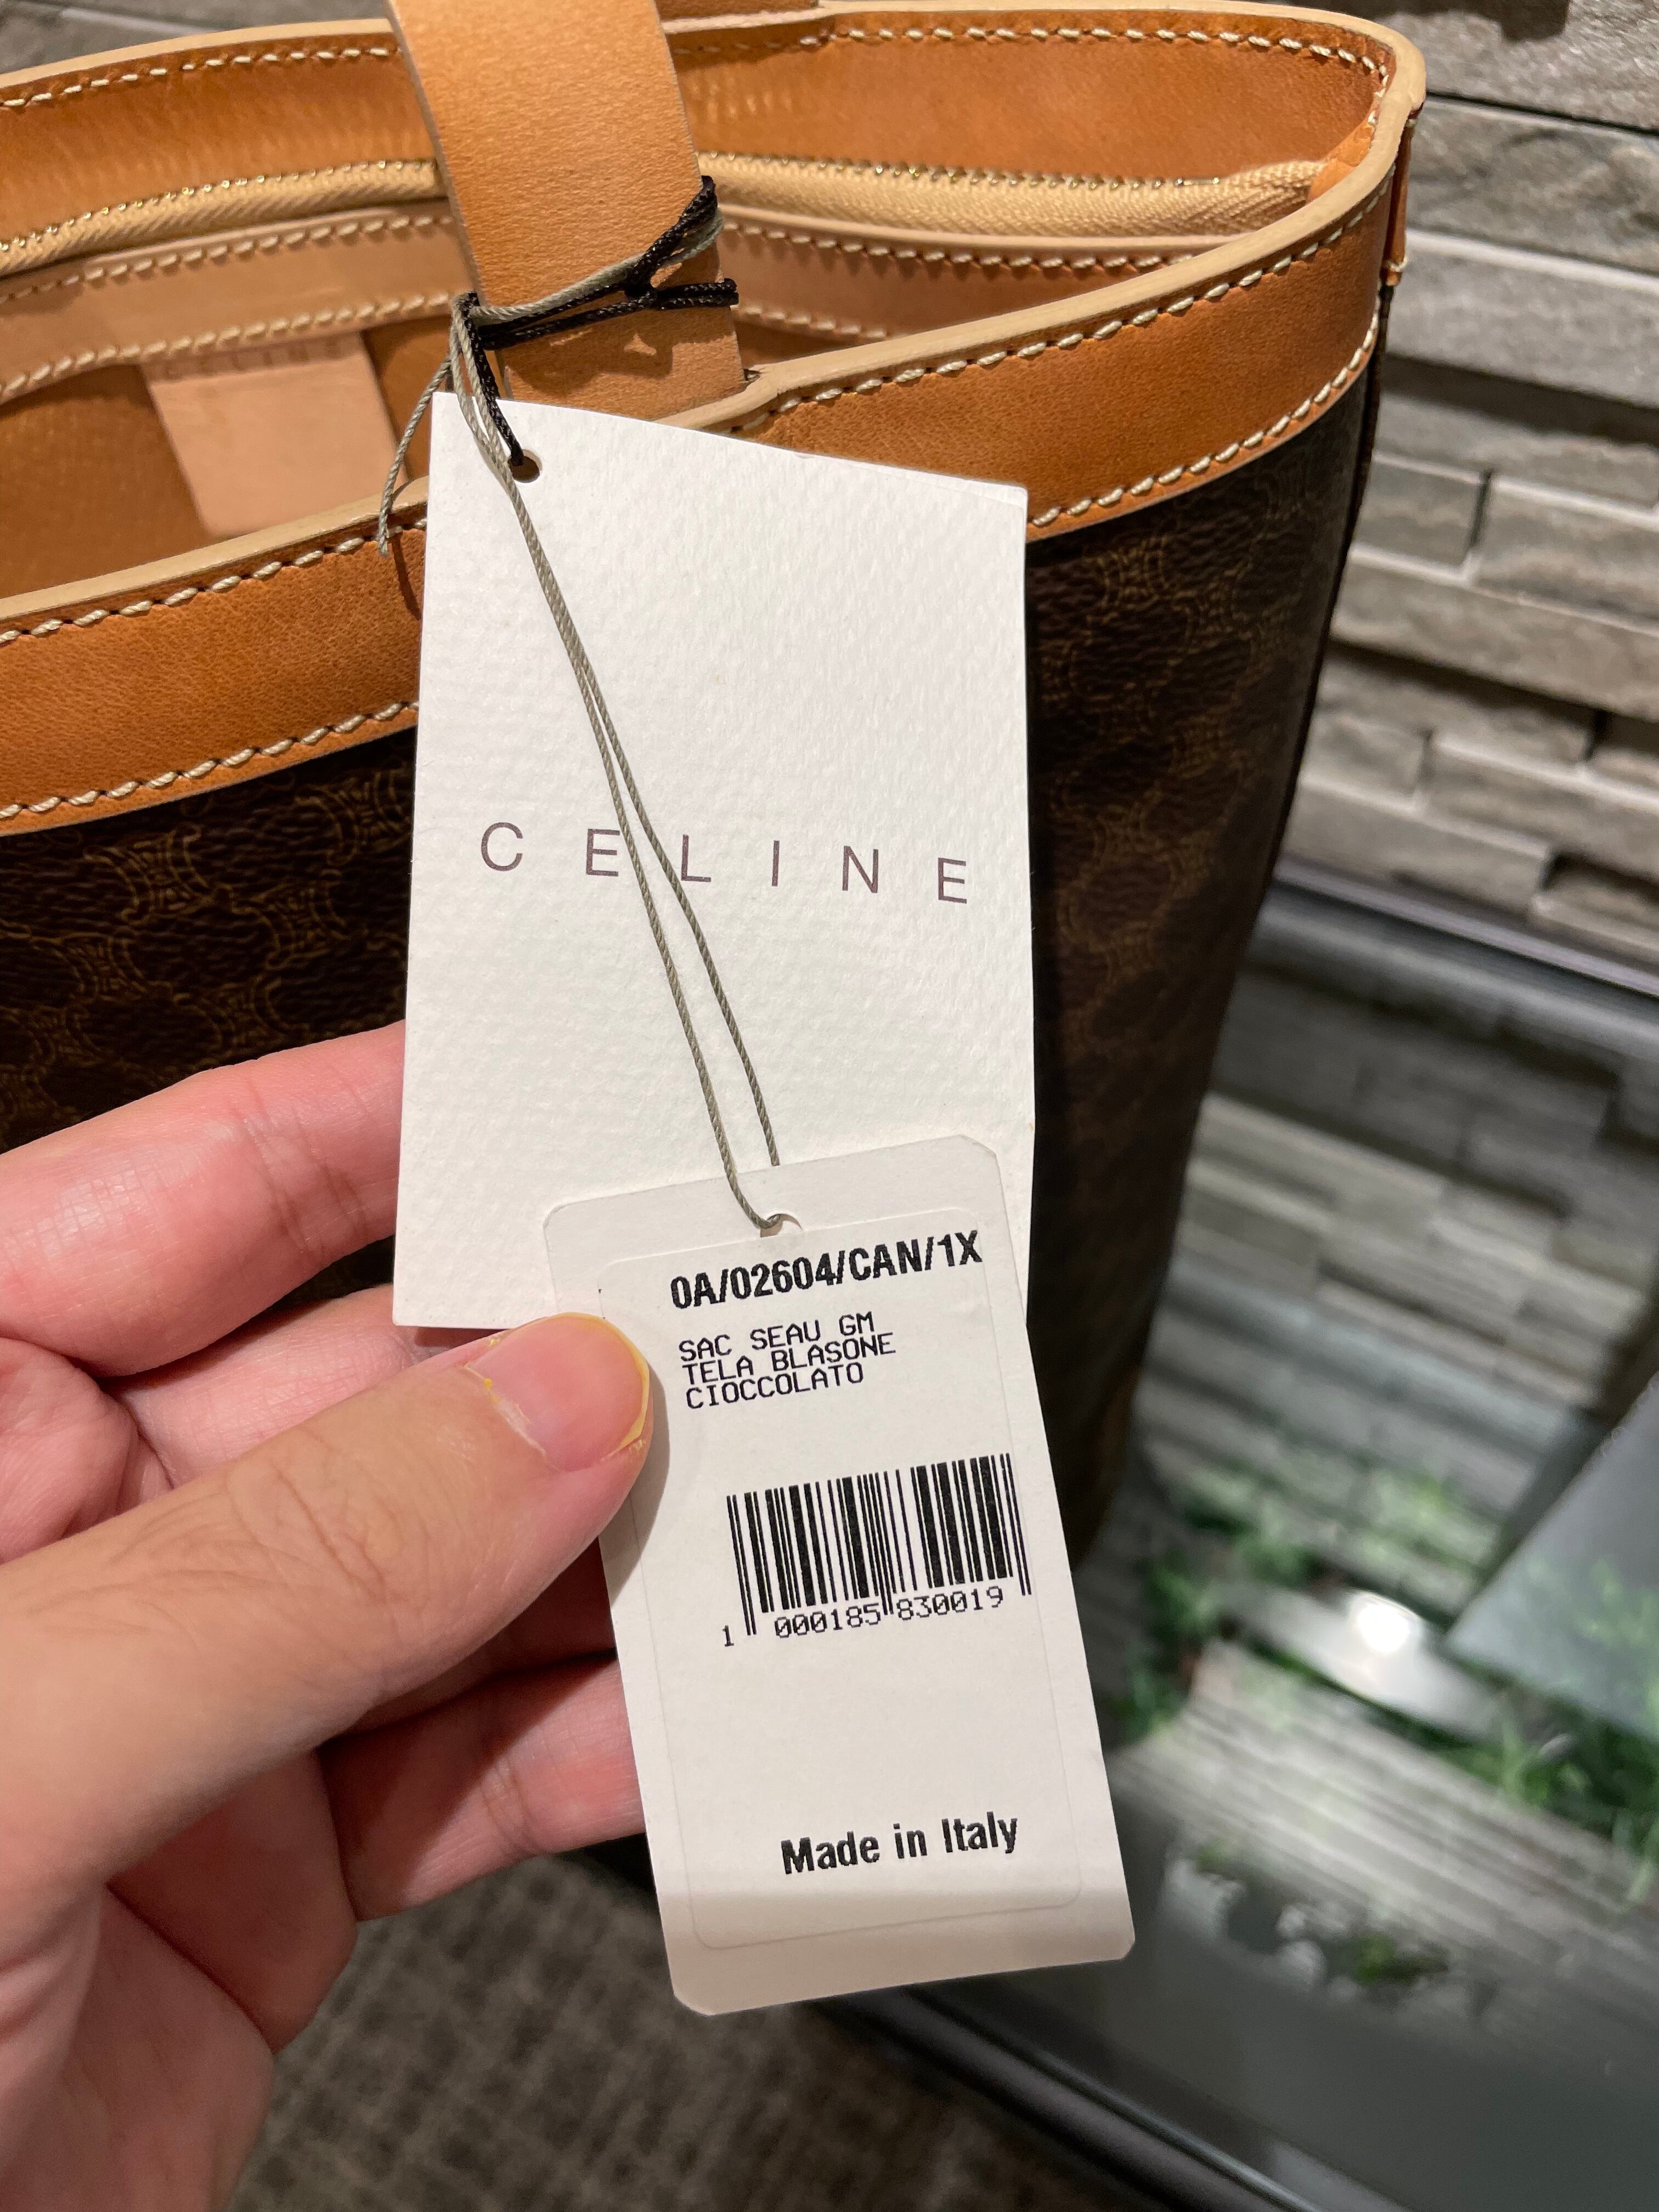 CELINE
C E L I N E
0A/02604/CAN/1X
SAC SEAU GM
TELA BLASONE
CIOCCOLATO
1 000185 830019
Made in Italy